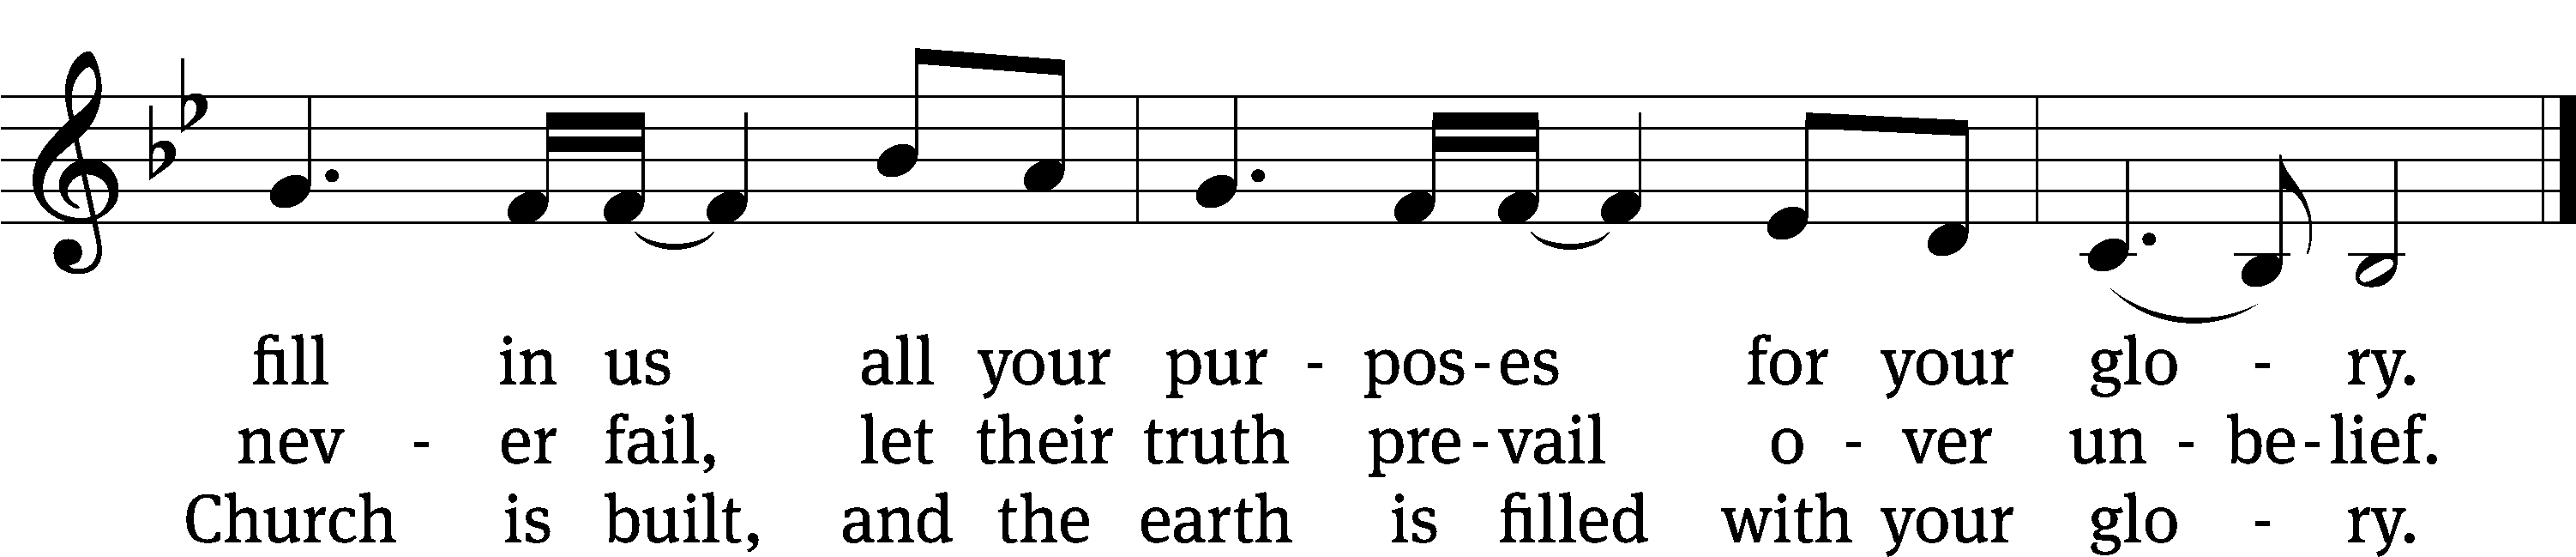 fill in us all your pur - pos - es for your glo - ry.
nev - er fail, let their truth pre - vail o - ver un - be - lief.
Church is built, and the earth is filled with your glo - ry.